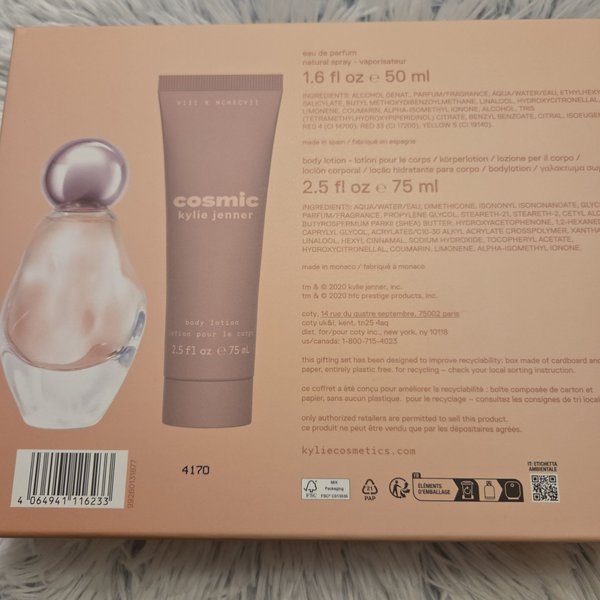 VIII X MCMXCVII
cosmic
kylie jenner
body lotion
lotion pour le corps
2.5 fl oz e 75 mL
eau de parfum
natural spray - vaporisateur
1.6 fl oz e 50 ml
INGREDIENTS: ALCOHOL DENAT., PARFUM/FRAGRANCE, AQUA/WATER/EAU,
SALICYLATE, BUTYL METHOXYDIBENZOYLMETHANE, LINALOOL,
LIMONENE, COUMARIN, ALPHA-ISOMETHYL IONONE, ALCOHOL, TRIS
(TETRAMETHYLHYDROXYPIPERIDINOL) CITRATE, BENZYL BENZOATE, CITRAL,
RED 4 (CI 14700), RED 33 (CI 17200), YELLOW 5 (CI 19140).
made in spain / fabriqué en espagne
body lotion - lotion pour le corps / körperlotion / lozione per il corpo /
loción corporal / loção hidratante para corpo / bodylotion / γαλάκτωμα
2.5 fl oz e 75 ml
INGREDIENTS: AQUA/WATER/EAU, DIMETHICONE, ISONONYL ISONONANOATE,
PARFUM/FRAGRANCE, PROPYLENE GLYCOL, STEARETH-21, STEARETH-2, CETYL
BUTYROSPERMUM PARKII (SHEA) BUTTER, HYDROXYACETOPHENONE,
CAPRYLYL GLYCOL, ACRYLATES/C10-30 ALKYL ACRYLATE CROSSPOLYMER,
LINALOOL, HEXYL CINNAMAL, SODIUM HYDROXIDE, TOCOPHERYL ACETATE,
HYDROXYCITRONELLAL, COUMARIN, LIMONENE, ALPHA-ISOMETHYL IONONE.
made in monaco / fabriqué à monaco
tm & © 2020 kylie jenner, inc.
tm & © 2020 hfc prestige products, inc.
coty, 14 rue du quatre septembre, 75002 paris
coty uk&i, kent, tn25 4aq
dist. for/pour coty inc., new york, ny 10118
us/canada: 1-800-715-4023
this gifting set has been designed to improve recyclability: box made of cardboard and
paper, entirely plastic free. for recycling – check your local sorting instruction.
ce coffret a été conçu pour améliorer la recyclabilité : boîte composée de carton et
papier, sans aucun plastique. pour le recyclage – consultez les consignes de tri
only authorized retailers are permitted to sell this product.
ce produit ne peut être vendu que par les dépositaires agréés.
kyliecosmetics.com
4 064941 116233
99260131677
4170
FSC
MIX
Packaging
21
PAP
FR
ÉLÉMENTS
D'EMBALLAGE
IT: ETICHETTA
AMBIENTALE